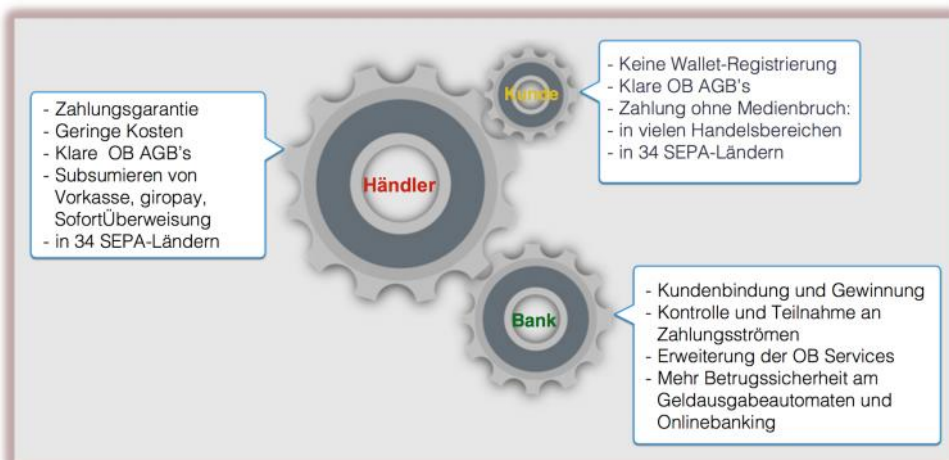 - Zahlungsgarantie
- Geringe Kosten
- Klare OB AGB's
- Subsumieren von
Vorkasse, giropay,
SofortÜberweisung
- in 34 SEPA-Ländern
Händler
Kunde
- Keine Wallet-Registrierung
- Klare OB AGB's
- Zahlung ohne Medienbruch:
- in vielen Handelsbereichen
- in 34 SEPA-Ländern
Bank
- Kundenbindung und Gewinnung
- Kontrolle und Teilnahme an
Zahlungsströmen
- Erweiterung der OB Services
- Mehr Betrugssicherheit am
Geldausgabeautomaten und
Onlinebanking